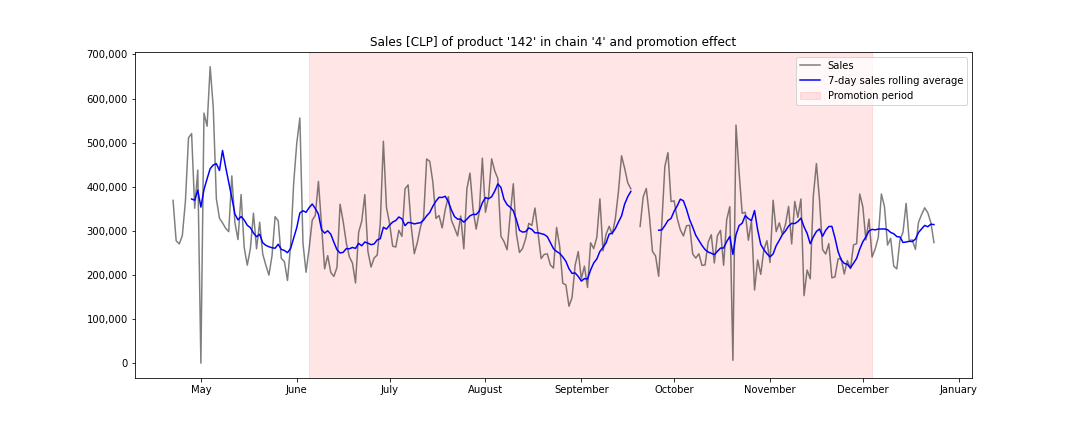 Sales [CLP] of product '142' in chain '4' and promotion effect
700,000
600,000
500,000
400,000
300,000
200,000
100,000
0
Sales
7-day sales rolling average
Promotion period
May June July August September October November December January